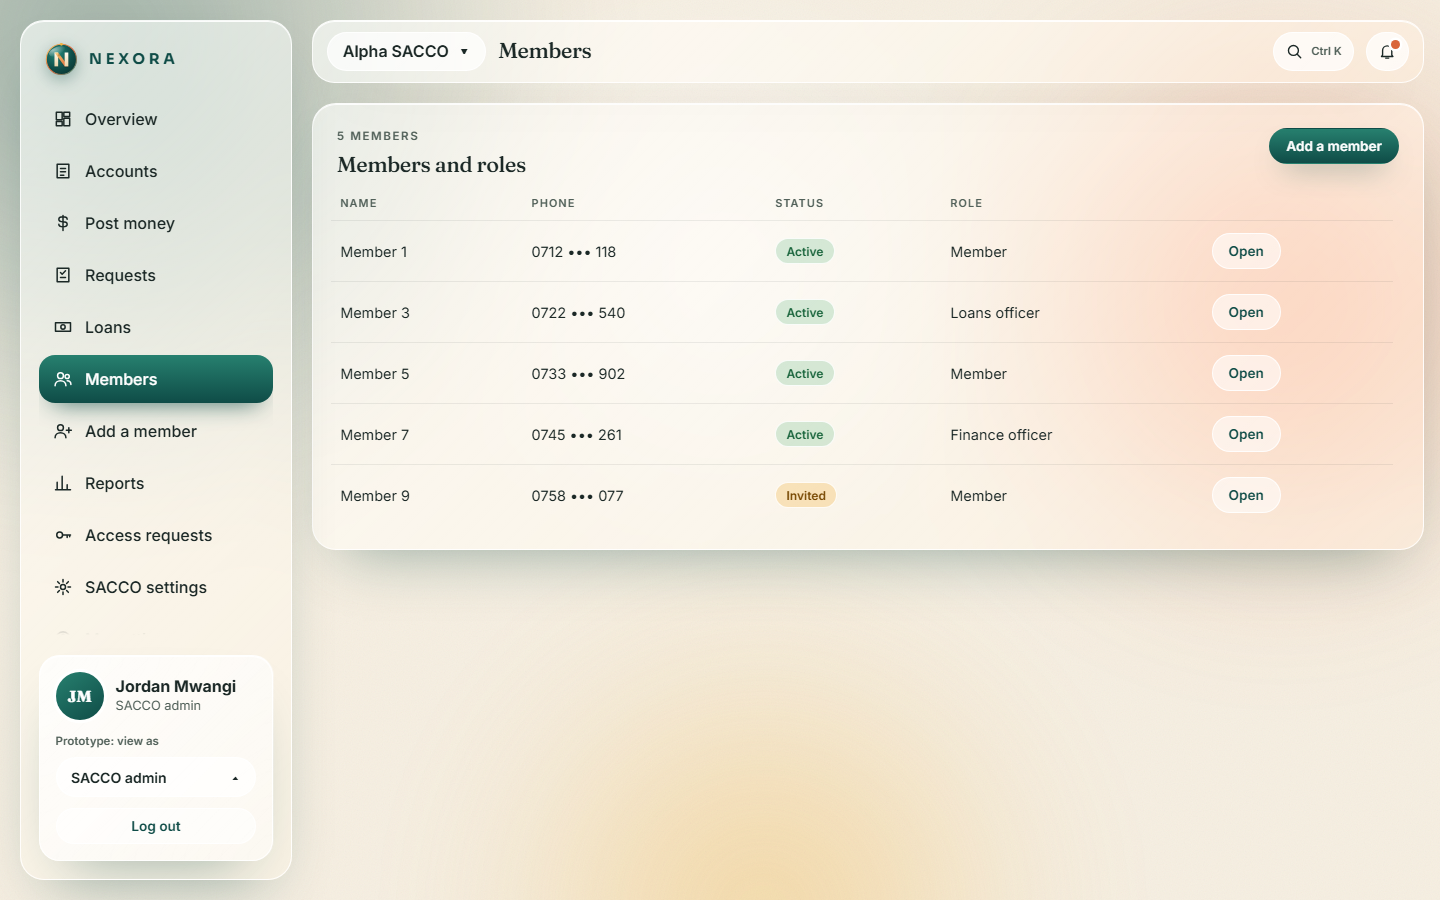 NEXORA
Overview
Accounts
Post money
Requests
Loans
Members
Add a member
Reports
Access requests
SACCO settings
JM
Jordan Mwangi
SACCO admin
Prototype: view as
SACCO admin
Log out
Alpha SACCO
Members
Ctrl K
5 MEMBERS
Members and roles
Add a member
NAME PHONE STATUS ROLE
Member 1 0712 ••• 118 Active Member Open
Member 3 0722 ••• 540 Active Loans officer Open
Member 5 0733 ••• 902 Active Member Open
Member 7 0745 ••• 261 Active Finance officer Open
Member 9 0758 ••• 077 Invited Member Open